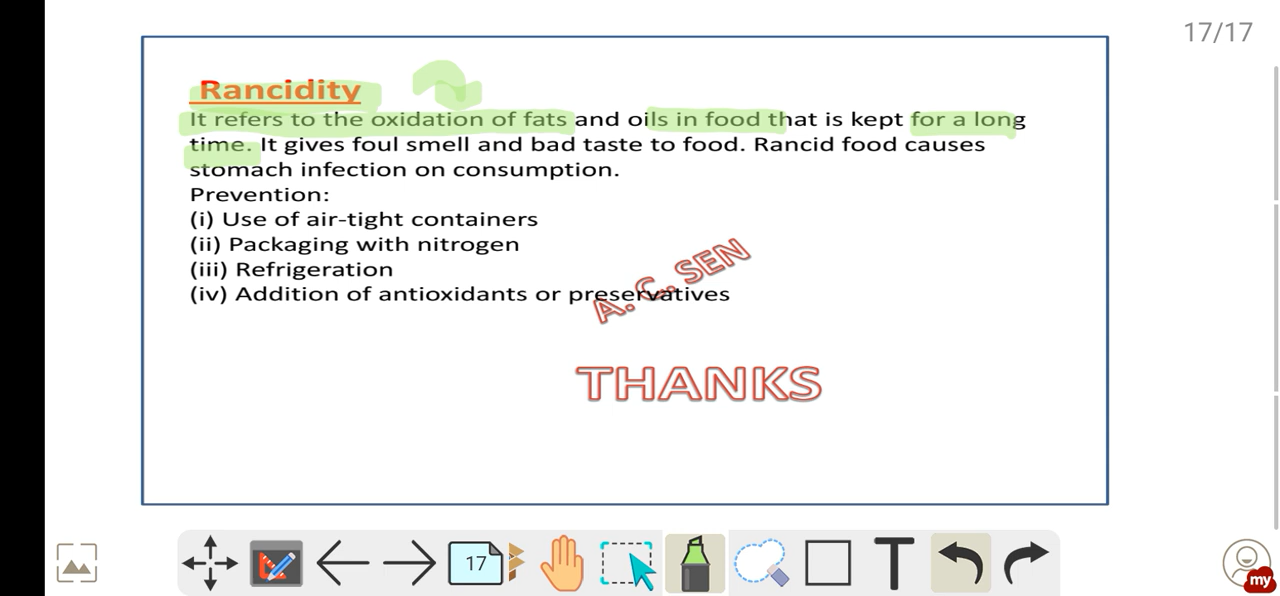 17/17
Rancidity
It refers to the oxidation of fats and oils in food that is kept for a long
time. It gives foul smell and bad taste to food. Rancid food causes
stomach infection on consumption.
Prevention:
(i) Use of air-tight containers
(ii) Packaging with nitrogen
(iii) Refrigeration
(iv) Addition of antioxidants or preservatives
A. C. SEN
THANKS
17
T
my